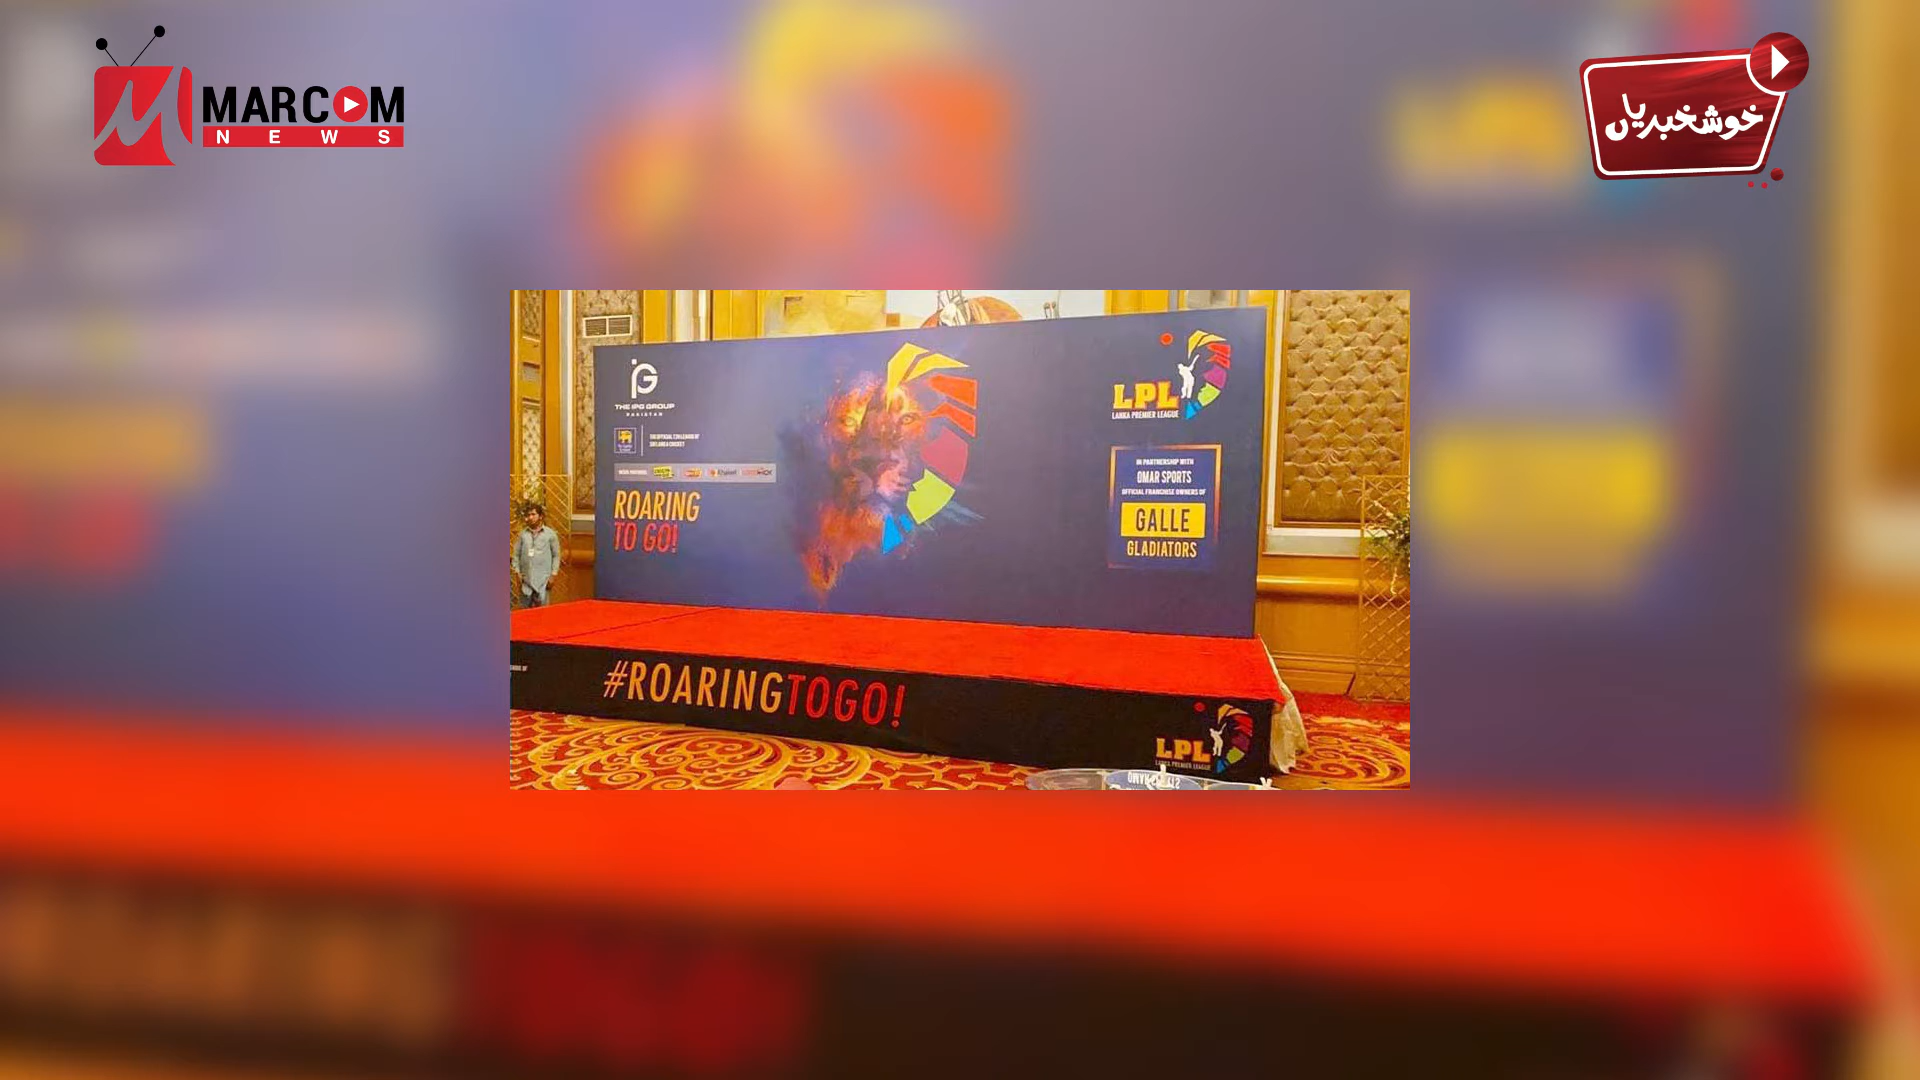 MARCOM
NEWS
خوشخبریاں
THE IPG GROUP
PAKISTAN
ROARING
TO GO!
LPL
LANKA PREMIER LEAGUE
IN PARTNERSHIP WITH
OMAR SPORTS
OFFICIAL FRANCHISE OWNERS OF
GALLE
GLADIATORS
#ROARINGTOGO!
LPL
LANKA PREMIER LEAGUE